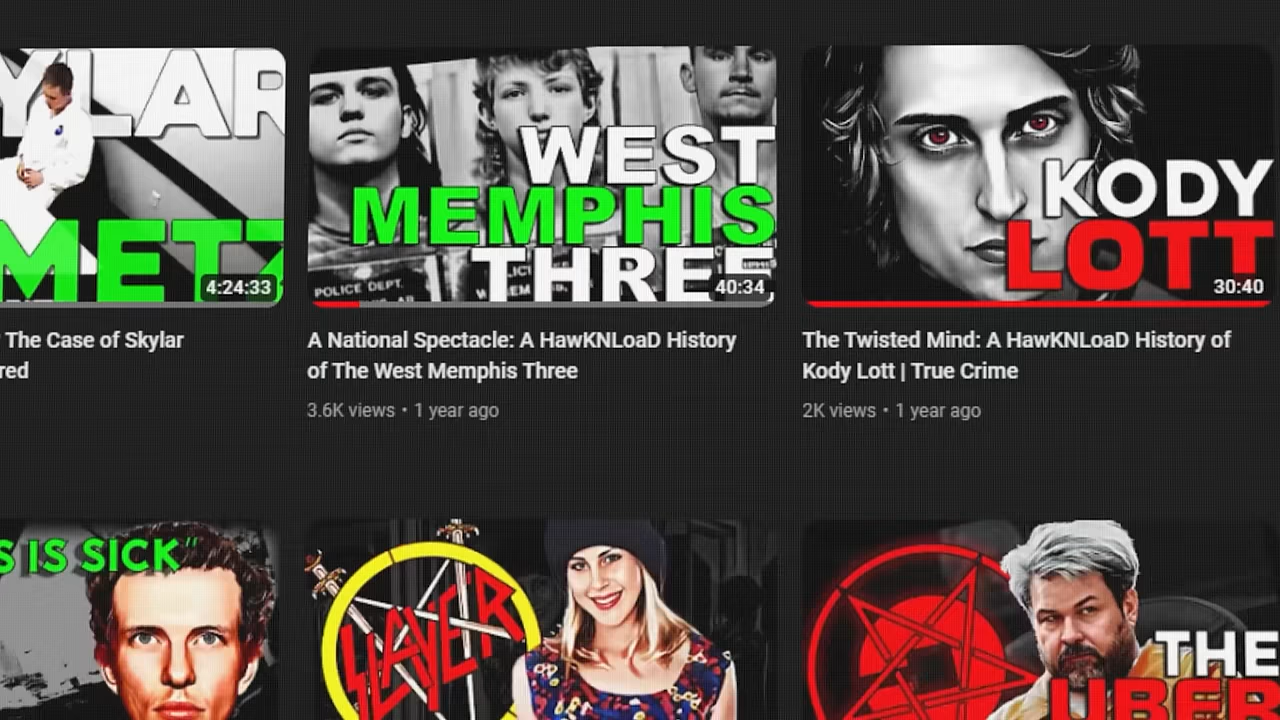 YLAR
METZ
4:24:33
The Case of Skylar
red
WEST
MEMPHIS
THREE
POLICE DEPT.
40:34
A National Spectacle: A HawKNLoaD History
of The West Memphis Three
3.6K views • 1 year ago
KODY
LOTT
30:40
The Twisted Mind: A HawKNLoaD History of
Kody Lott | True Crime
2K views • 1 year ago
S IS SICK"
SLAYER
THE
UBER